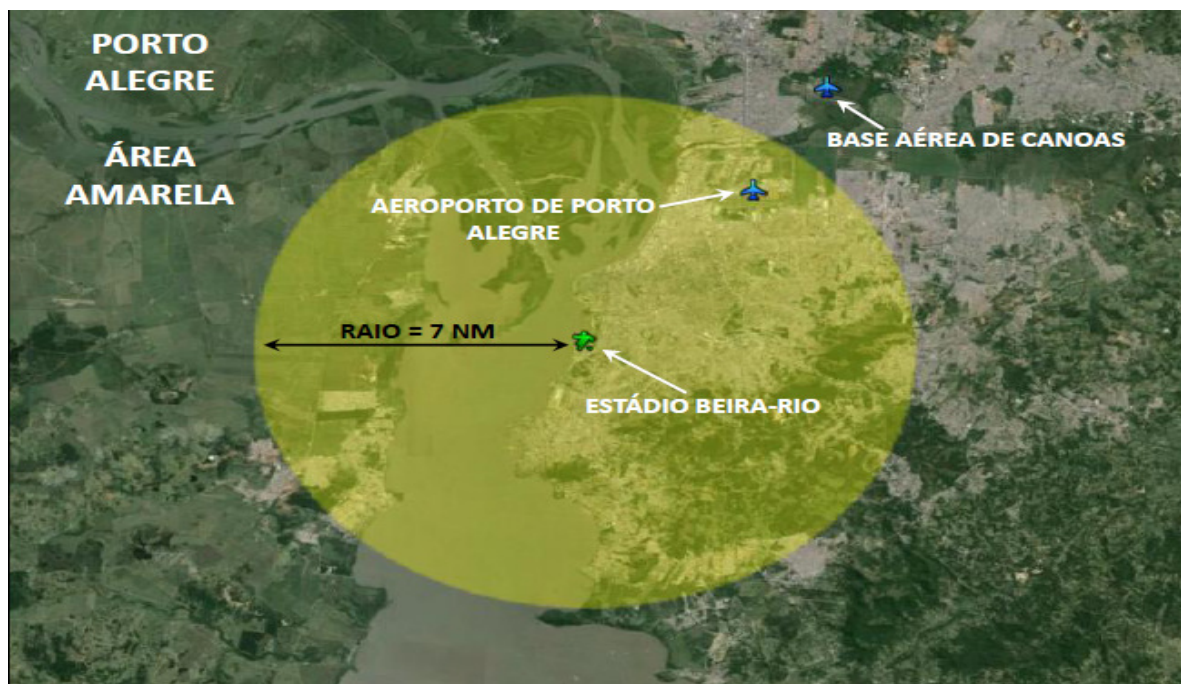 PORTO
ALEGRE
ÁREA
AMARELA
BASE AÉREA DE CANOAS
AEROPORTO DE PORTO
ALEGRE
RAIO = 7 NM
ESTÁDIO BEIRA-RIO